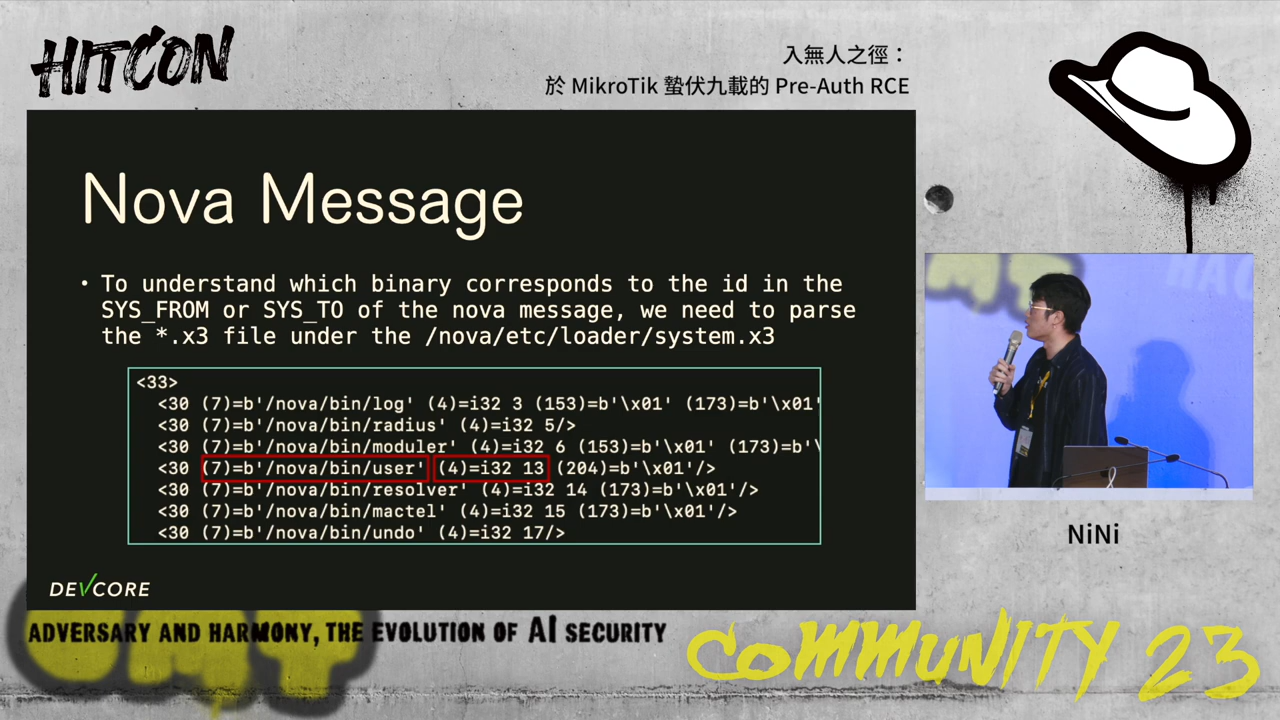 HITCON
入無人之徑：
於 MikroTik 蟄伏九載的 Pre-Auth RCE
Nova Message
• To understand which binary corresponds to the id in the
SYS_FROM or SYS_TO of the nova message, we need to parse
the *.x3 file under the /nova/etc/loader/system.x3
<33>
<30 (7)=b'/nova/bin/log' (4)=i32 3 (153)=b'\x01' (173)=b'\x01'
<30 (7)=b'/nova/bin/radius' (4)=i32 5/>
<30 (7)=b'/nova/bin/moduler' (4)=i32 6 (153)=b'\x01' (173)=b'\
<30 (7)=b'/nova/bin/user' (4)=i32 13 (204)=b'\x01'/>
<30 (7)=b'/nova/bin/resolver' (4)=i32 14 (173)=b'\x01'/>
<30 (7)=b'/nova/bin/mactel' (4)=i32 15 (173)=b'\x01'/>
<30 (7)=b'/nova/bin/undo' (4)=i32 17/>
DEVCORE
NiNi
ADVERSARY AND HARMONY, THE EVOLUTION OF AI SECURITY
COMMUNITY 23